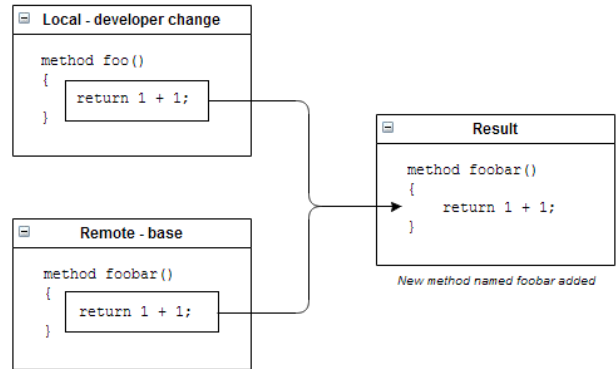 Local - developer change
method foo()
{
return 1 + 1;
}
Remote - base
method foobar()
{
return 1 + 1;
}
Result
method foobar()
{
return 1 + 1;
}
New method named foobar added